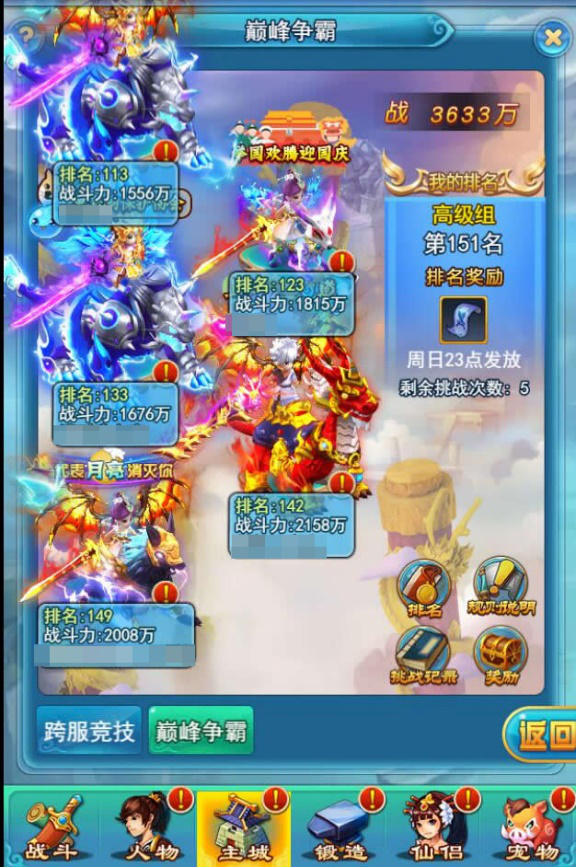 巅峰争霸
战 3633万
排名:113
战斗力:1556万
国欢腾迎国庆
我的排名
高级组
第151名
排名奖励
周日23点发放
剩余挑战次数: 5
排名:123
战斗力:1815万
排名:133
战斗力:1676万
代表月亮消灭你
排名:142
战斗力:2158万
排名:149
战斗力:2008万
排名
规则说明
挑战纪录
奖励
跨服竞技
巅峰争霸
返回
战斗
人物
主城
锻造
仙侣
宠物